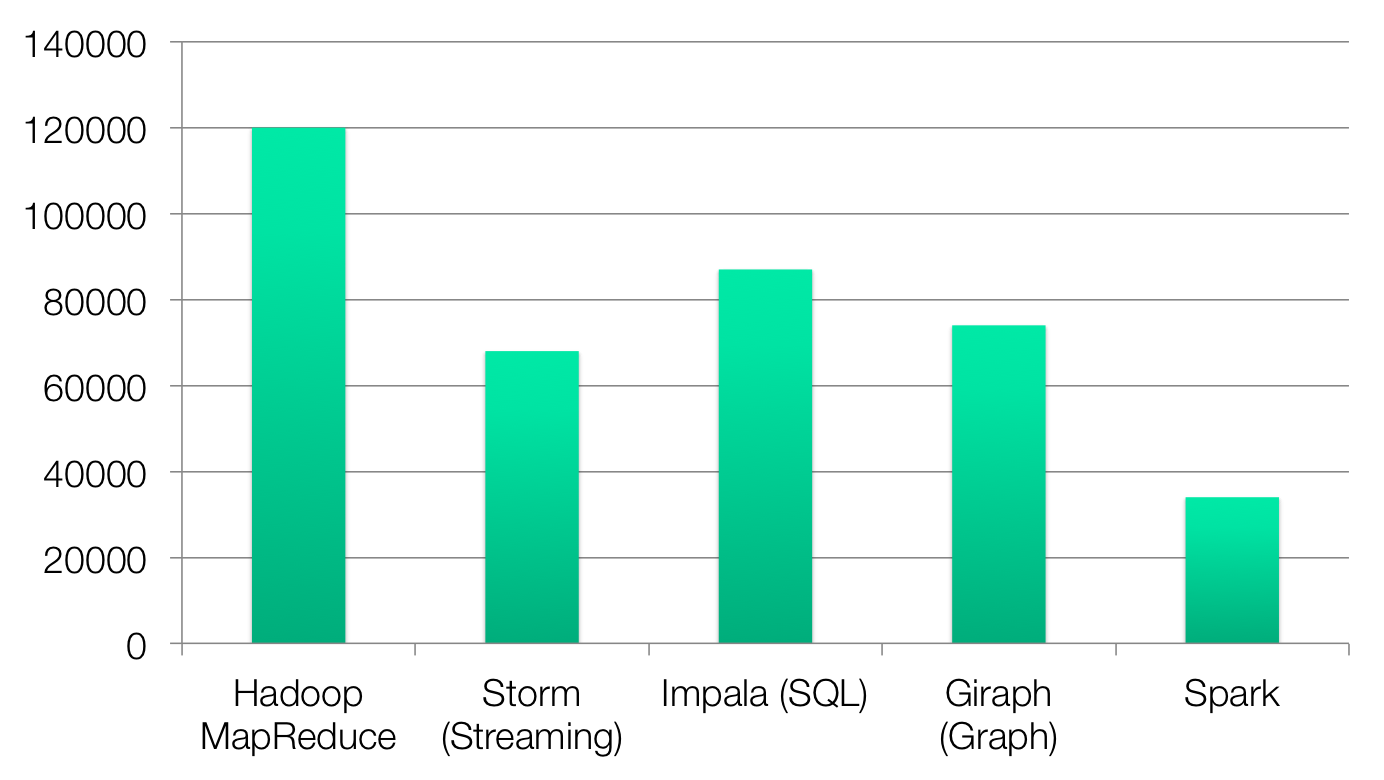 140000
120000
100000
80000
60000
40000
20000
0
Hadoop
MapReduce
Storm
(Streaming)
Impala (SQL)
Giraph
(Graph)
Spark